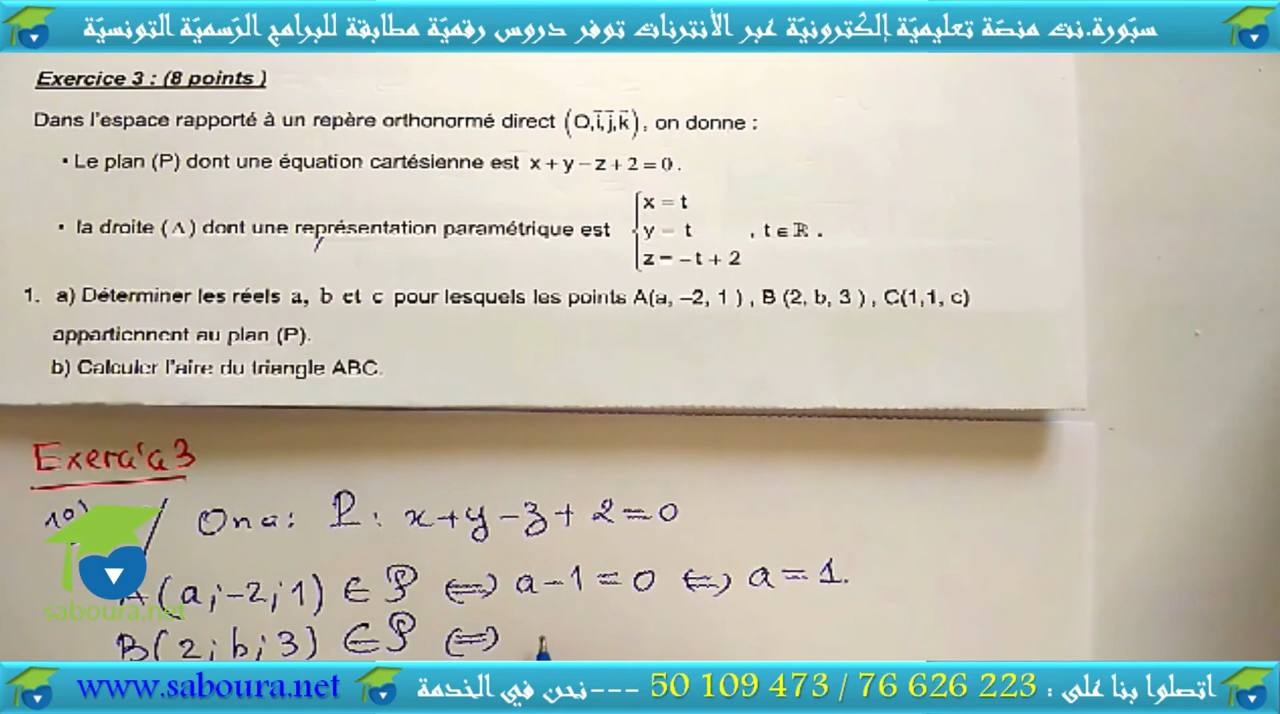 سبّورة.نت منصّة تعليميّة إلكترونيّة عبر الأنترنات توفر دروس رقميّة مطابقة للبرامج الرّسميّة التونسيّة
Exercice 3 : (8 points )
Dans l'espace rapporté à un repère orthonormé direct (O,i⃗,j⃗,k⃗), on donne :
• Le plan (P) dont une équation cartésienne est x + y − z + 2 = 0 .
• la droite (Δ) dont une représentation paramétrique est { x = t
y = t , t ∈ ℝ .
z = −t + 2
1. a) Déterminer les réels a, b et c pour lesquels les points A(a, −2, 1 ) , B (2, b, 3 ) , C(1,1, c)
appartiennent au plan (P).
b) Calculer l'aire du triangle ABC.
Exercice 3
1°) / On a : P : x + y − z + 2 = 0
A(a ; −2 ; 1) ∈ P ⇔ a − 1 = 0 ⇔ a = 1.
saboura.net
B(2 ; b ; 3) ∈ P ⇔
www.saboura.net اتصلوا بنا على : 223 626 76 / 473 109 50 ---نحن في الخدمة